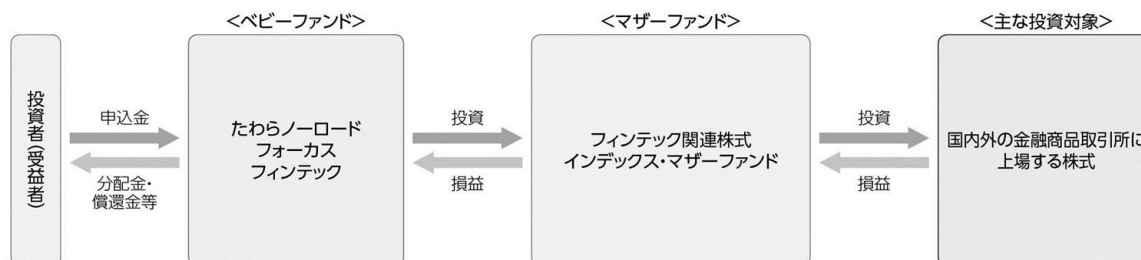 <ベビーファンド>
<マザーファンド>
<主な投資対象>
投資者(受益者)
申込金
分配金・
償還金等
たわらノーロード
フォーカス
フィンテック
投資
損益
フィンテック関連株式
インデックス・マザーファンド
投資
損益
国内外の金融商品取引所に
上場する株式